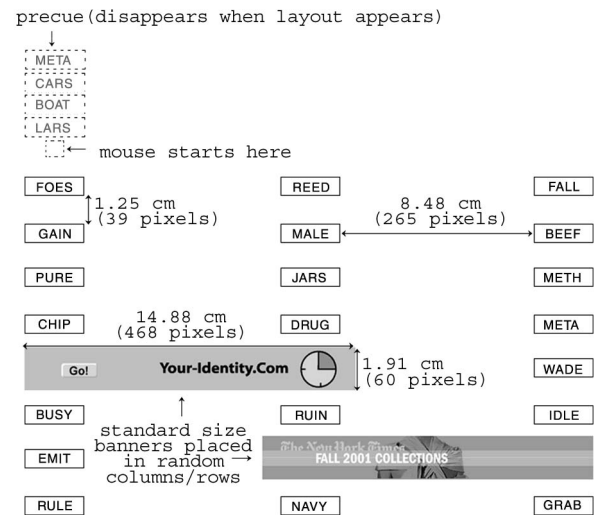 precue(disappears when layout appears)
META
CARS
BOAT
LARS
mouse starts here
FOES REED FALL
1.25 cm
(39 pixels)
8.48 cm
(265 pixels)
GAIN MALE BEEF
PURE JARS METH
14.88 cm
(468 pixels)
CHIP DRUG META
Go! Your-Identity.Com
1.91 cm
(60 pixels)
WADE
BUSY RUIN IDLE
standard size
banners placed
in random
columns/rows
The New York Times
FALL 2001 COLLECTIONS
EMIT
RULE NAVY GRAB